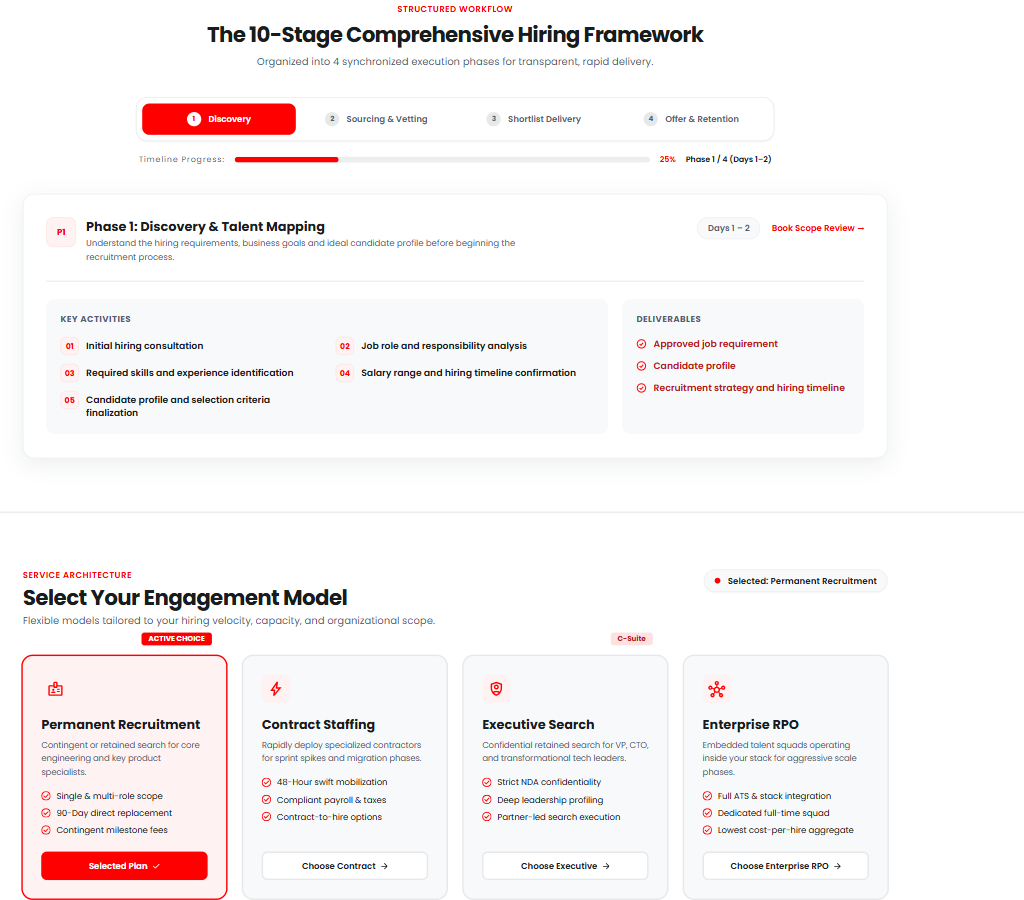 STRUCTURED WORKFLOW
The 10-Stage Comprehensive Hiring Framework
Organized into 4 synchronized execution phases for transparent, rapid delivery.
1 Discovery
2 Sourcing & Vetting
3 Shortlist Delivery
4 Offer & Retention
Timeline Progress:
25%
Phase 1 / 4 (Days 1–2)
P1
Phase 1: Discovery & Talent Mapping
Understand the hiring requirements, business goals and ideal candidate profile before beginning the
recruitment process.
Days 1 – 2
Book Scope Review →
KEY ACTIVITIES
01 Initial hiring consultation
02 Job role and responsibility analysis
03 Required skills and experience identification
04 Salary range and hiring timeline confirmation
05 Candidate profile and selection criteria
finalization
DELIVERABLES
Approved job requirement
Candidate profile
Recruitment strategy and hiring timeline
SERVICE ARCHITECTURE
Select Your Engagement Model
Flexible models tailored to your hiring velocity, capacity, and organizational scope.
Selected: Permanent Recruitment
ACTIVE CHOICE
Permanent Recruitment
Contingent or retained search for core
engineering and key product
specialists.
Single & multi-role scope
90-Day direct replacement
Contingent milestone fees
Selected Plan ✓
Contract Staffing
Rapidly deploy specialized contractors
for sprint spikes and migration phases.
48-Hour swift mobilization
Compliant payroll & taxes
Contract-to-hire options
Choose Contract →
C-Suite
Executive Search
Confidential retained search for VP, CTO,
and transformational tech leaders.
Strict NDA confidentiality
Deep leadership profiling
Partner-led search execution
Choose Executive →
Enterprise RPO
Embedded talent squads operating
inside your stack for aggressive scale
phases.
Full ATS & stack integration
Dedicated full-time squad
Lowest cost-per-hire aggregate
Choose Enterprise RPO →